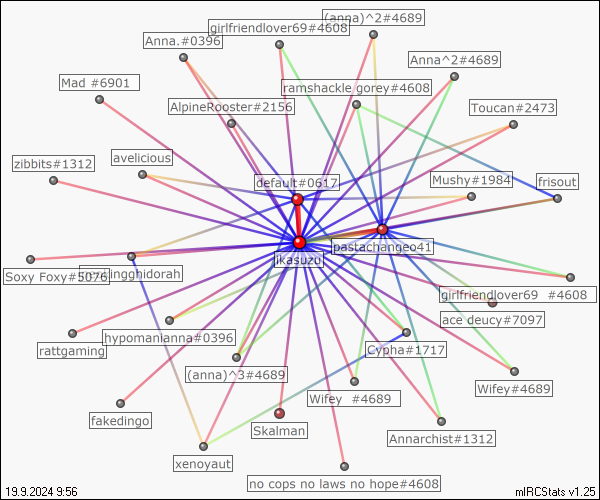 (anna)^2#4689
girlfriendlover69#4608
Anna.#0396
Anna^2#4689
Mad #6901
ramshackle gorey#4608
AlpineRooster#2156
Toucan#2473
zibbits#1312
avelicious
default#0617
Mushy#1984
frisout
pastachangeo41
ikasuzu
Soxy Foxy#5076
girlfriendlover69 #4608
ace deucy#7097
hypomanianna#0396
rattgaming
Cypha#1717
(anna)^3#4689
Wifey#4689
Wifey #4689
fakedingo
Skalman
Annarchist#1312
xenoyaut
no cops no laws no hope#4608
19.9.2024 9:56
mIRCStats v1.25